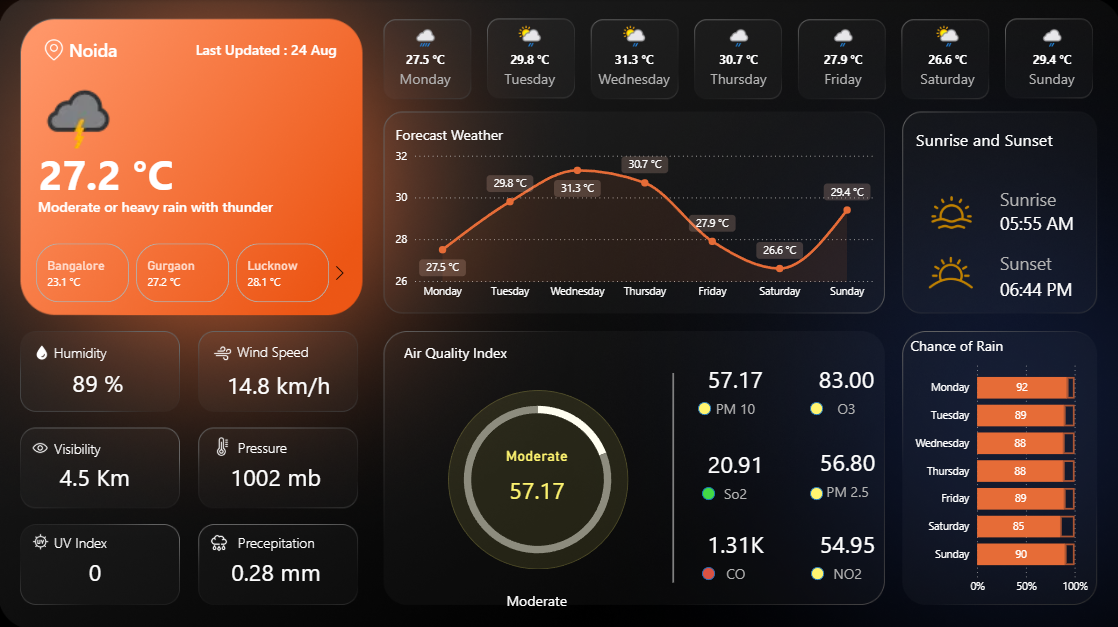 Noida
Last Updated : 24 Aug
27.2 °C
Moderate or heavy rain with thunder
Bangalore
23.1 °C
Gurgaon
27.2 °C
Lucknow
28.1 °C
27.5 °C
Monday
29.8 °C
Tuesday
31.3 °C
Wednesday
30.7 °C
Thursday
27.9 °C
Friday
26.6 °C
Saturday
29.4 °C
Sunday
Forecast Weather
32
30
28
26
27.5 °C
29.8 °C
31.3 °C
30.7 °C
27.9 °C
26.6 °C
29.4 °C
Monday
Tuesday
Wednesday
Thursday
Friday
Saturday
Sunday
Sunrise and Sunset
Sunrise
05:55 AM
Sunset
06:44 PM
Humidity
89 %
Wind Speed
14.8 km/h
Visibility
4.5 Km
Pressure
1002 mb
UV Index
0
Precepitation
0.28 mm
Air Quality Index
Moderate
57.17
Moderate
57.17
PM 10
83.00
O3
20.91
So2
56.80
PM 2.5
1.31K
CO
54.95
NO2
Chance of Rain
Monday 92
Tuesday 89
Wednesday 88
Thursday 88
Friday 89
Saturday 85
Sunday 90
0% 50% 100%